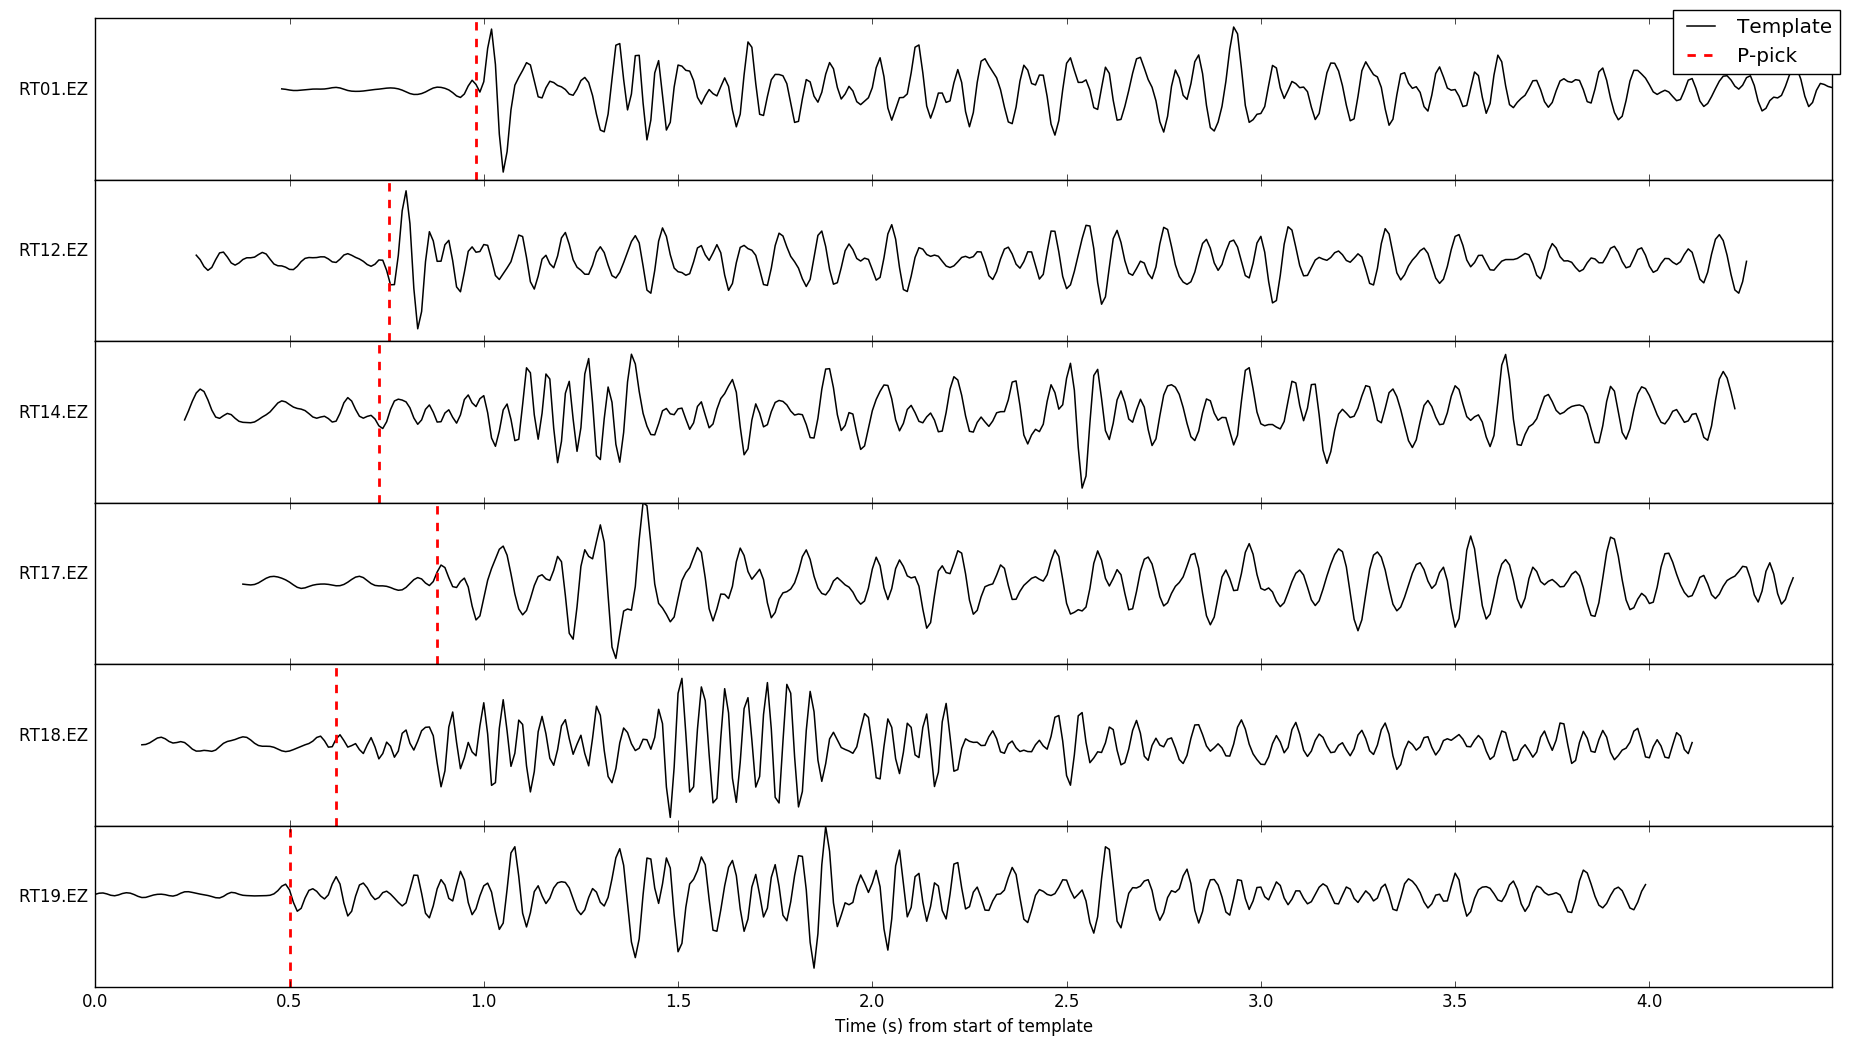 Template
P-pick
RT01.EZ
RT12.EZ
RT14.EZ
RT17.EZ
RT18.EZ
RT19.EZ
0.0 0.5 1.0 1.5 2.0 2.5 3.0 3.5 4.0
Time (s) from start of template